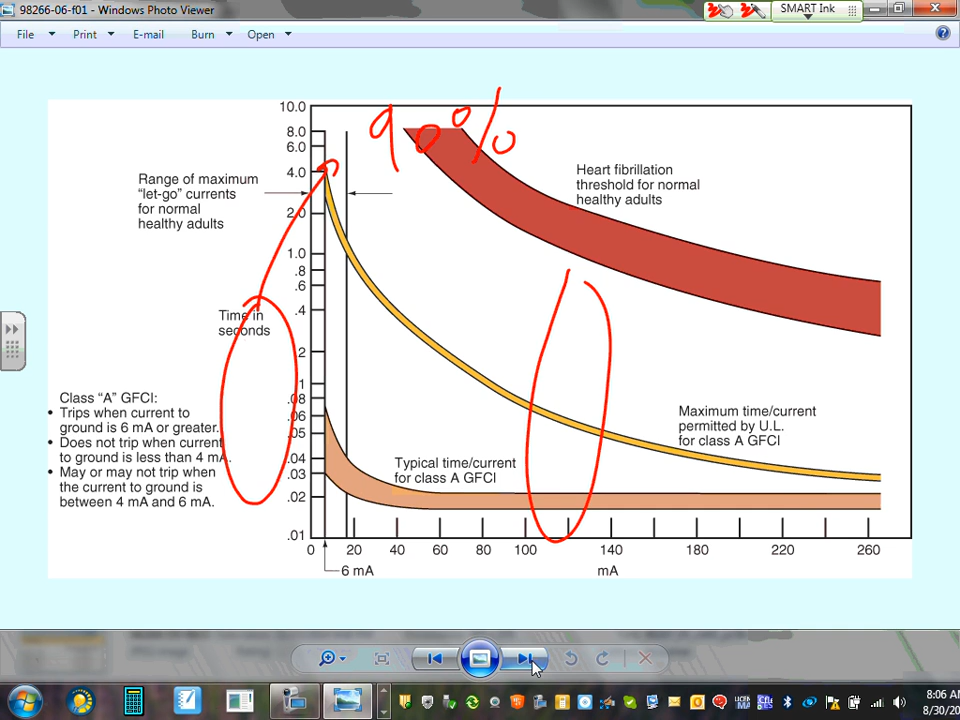 98266-06-f01 - Windows Photo Viewer
SMART Ink
File Print E-mail Burn Open
10.0
8.0
6.0
4.0
2.0
1.0
.8
.6
.4
.2
.1
.08
.06
.05
.04
.03
.02
.01
90%
Range of maximum
“let-go” currents
for normal
healthy adults
Heart fibrillation
threshold for normal
healthy adults
Time in
seconds
Class “A” GFCI:
• Trips when current to
ground is 6 mA or greater.
• Does not trip when current
to ground is less than 4 mA.
• May or may not trip when
the current to ground is
between 4 mA and 6 mA.
Maximum time/current
permitted by U.L.
for class A GFCI
Typical time/current
for class A GFCI
0 20 40 60 80 100 140 180 220 260
6 mA
mA
8:06 AM
8/30/20